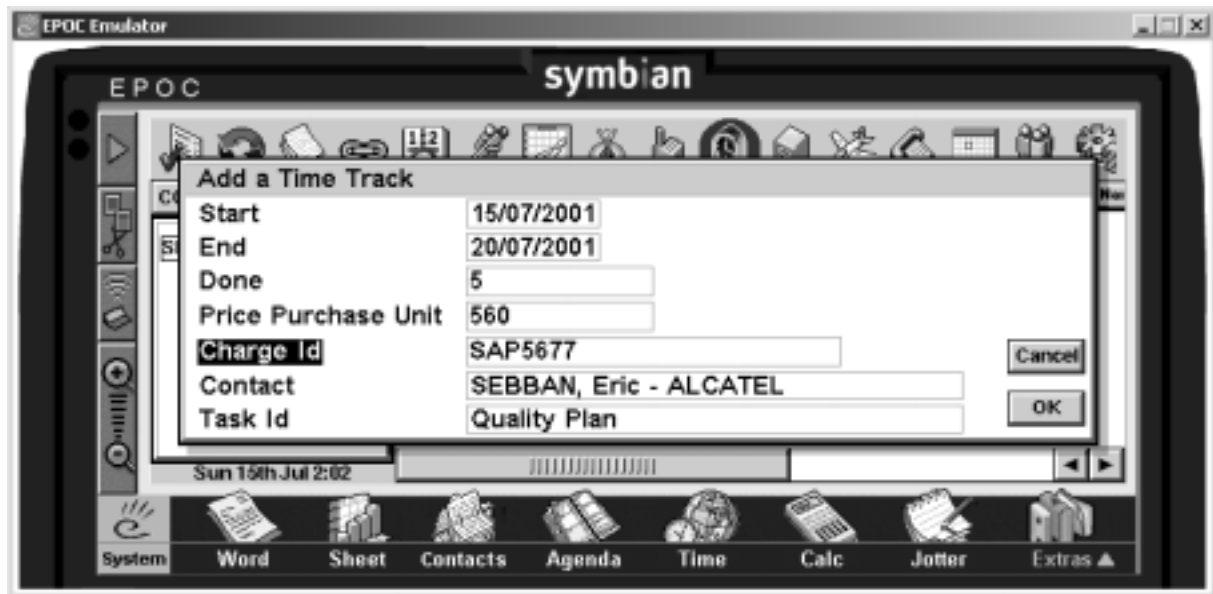 EPOC Emulator
symbian
EPOC
1 2
Add a Time Track
Start 15/07/2001
End 20/07/2001
Done 5
Price Purchase Unit 560
Charge Id SAP5677
Cancel
Contact SEBBAN, Eric - ALCATEL
OK
Task Id Quality Plan
Sun 15th Jul 2:02
System Word Sheet Contacts Agenda Time Calc Jotter Extras